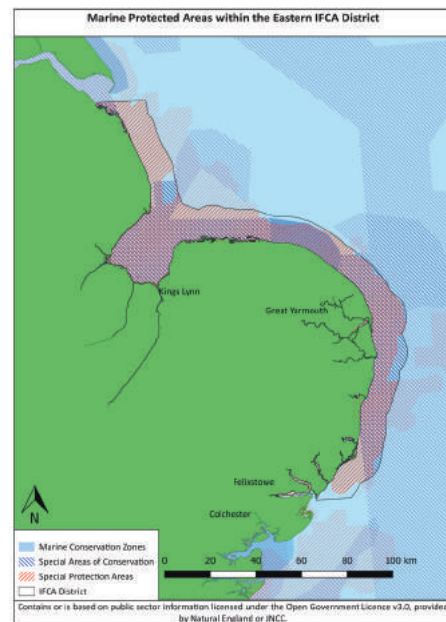 Marine Protected Areas within the Eastern IFCA District
Kings Lynn
Great Yarmouth
Felixstowe
Colchester
N
Marine Conservation Zones
Special Areas of Conservation
Special Protection Areas
IFCA District
0 20 40 60 80 100 km
Contains or is based on public sector information licensed under the Open Government Licence v3.0, provided
by Natural England or JNCC.